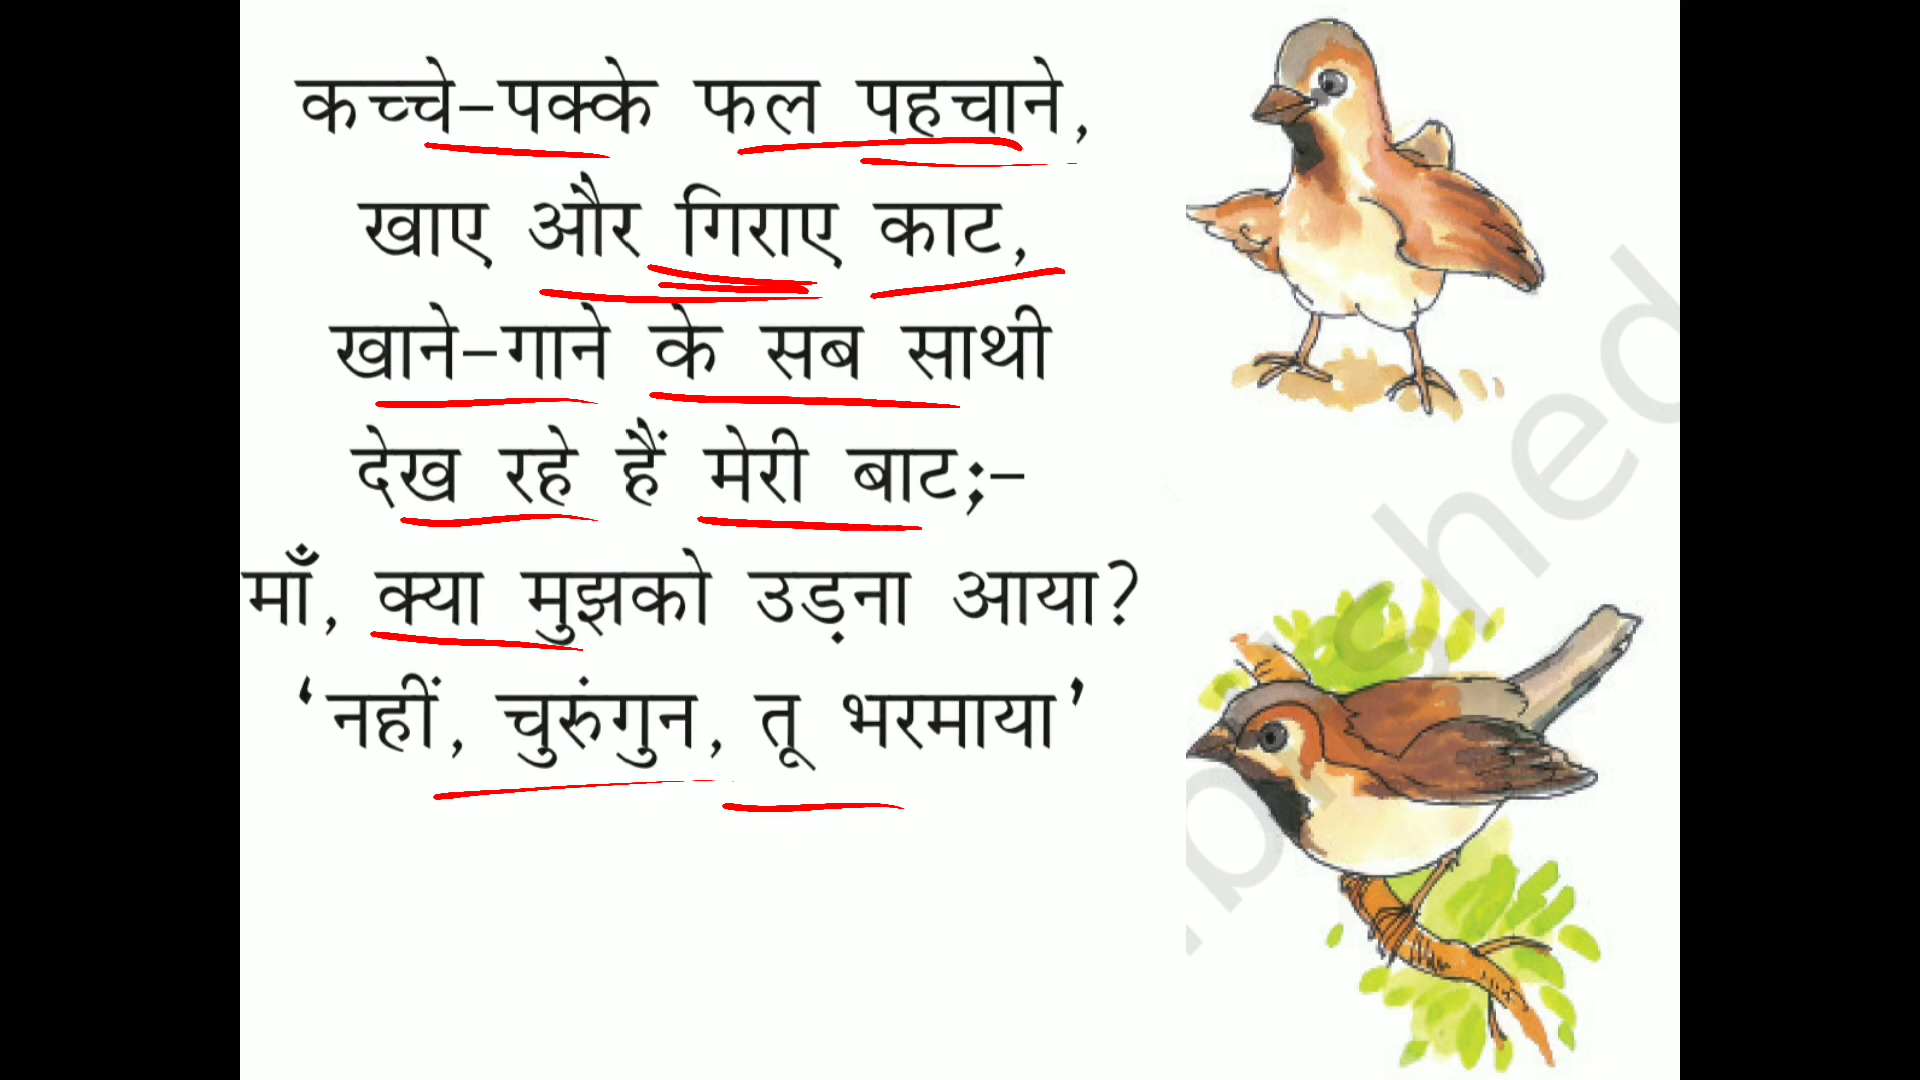 कच्चे-पक्के फल पहचाने,
खाए और गिराए काट,
खाने-गाने के सब साथी
देख रहे हैं मेरी बाट;-
माँ, क्या मुझको उड़ना आया?
‘नहीं, चुरुंगुन, तू भरमाया’